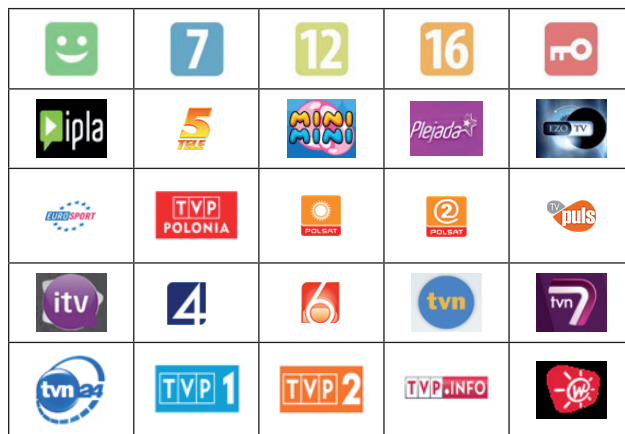 7 12 16
ipla 5 TELE MINI MINI Plejada EZO TV
EUROSPORT TVP POLONIA POLSAT 2 POLSAT TV puls
itv 4 6 tvn tvn 7
tvn 24 TVP 1 TVP 2 TVP.INFO W